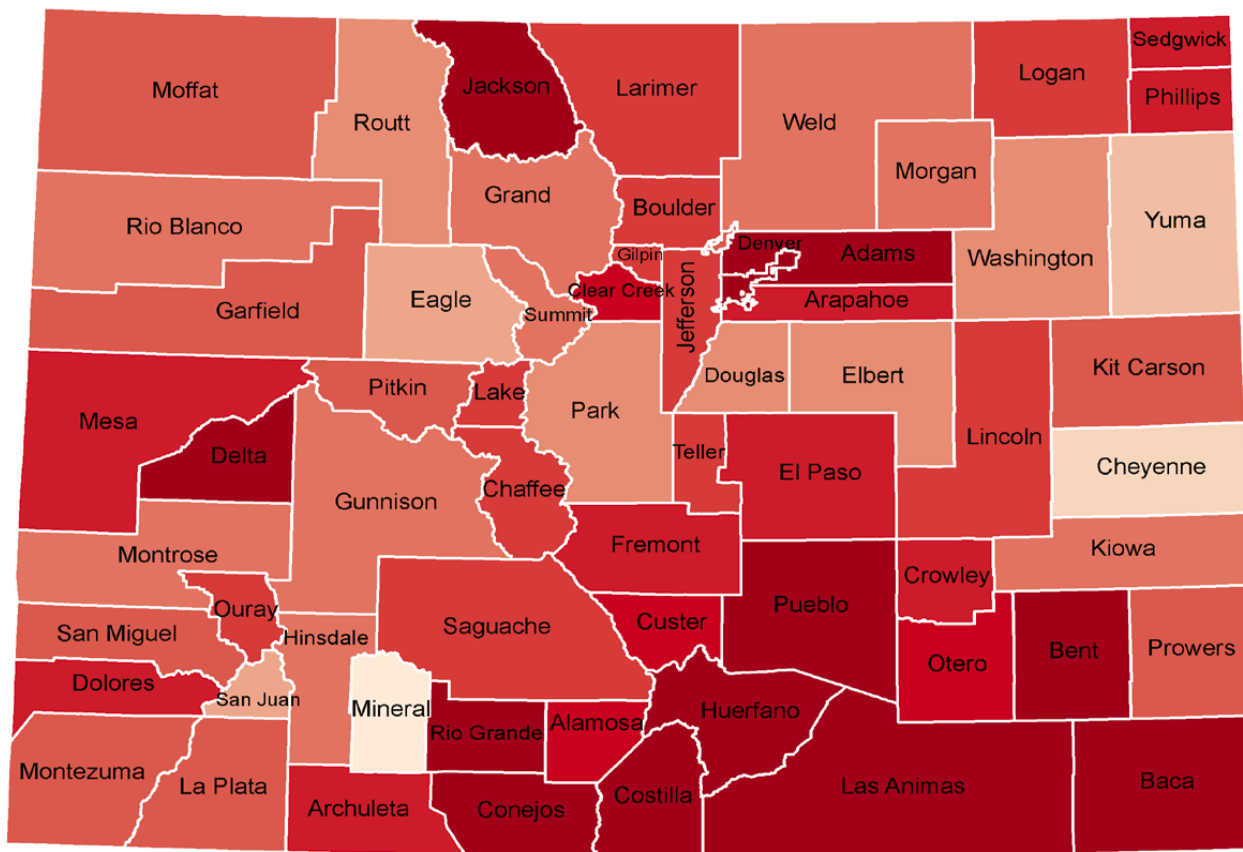 Sedgwick
Logan
Moffat
Jackson
Larimer
Phillips
Routt
Weld
Morgan
Grand
Boulder
Yuma
Rio Blanco
Denver
Adams
Gilpin
Washington
Clear Creek
Eagle
Arapahoe
Garfield
Summit
Jefferson
Kit Carson
Douglas
Elbert
Pitkin
Lake
Park
Mesa
Lincoln
Teller
Delta
Cheyenne
El Paso
Chaffee
Gunnison
Fremont
Kiowa
Montrose
Crowley
Pueblo
Ouray
Custer
Saguache
San Miguel
Hinsdale
Otero
Bent
Prowers
Dolores
San Juan
Mineral
Huerfano
Alamosa
Rio Grande
Montezuma
La Plata
Las Animas
Baca
Costilla
Archuleta
Conejos